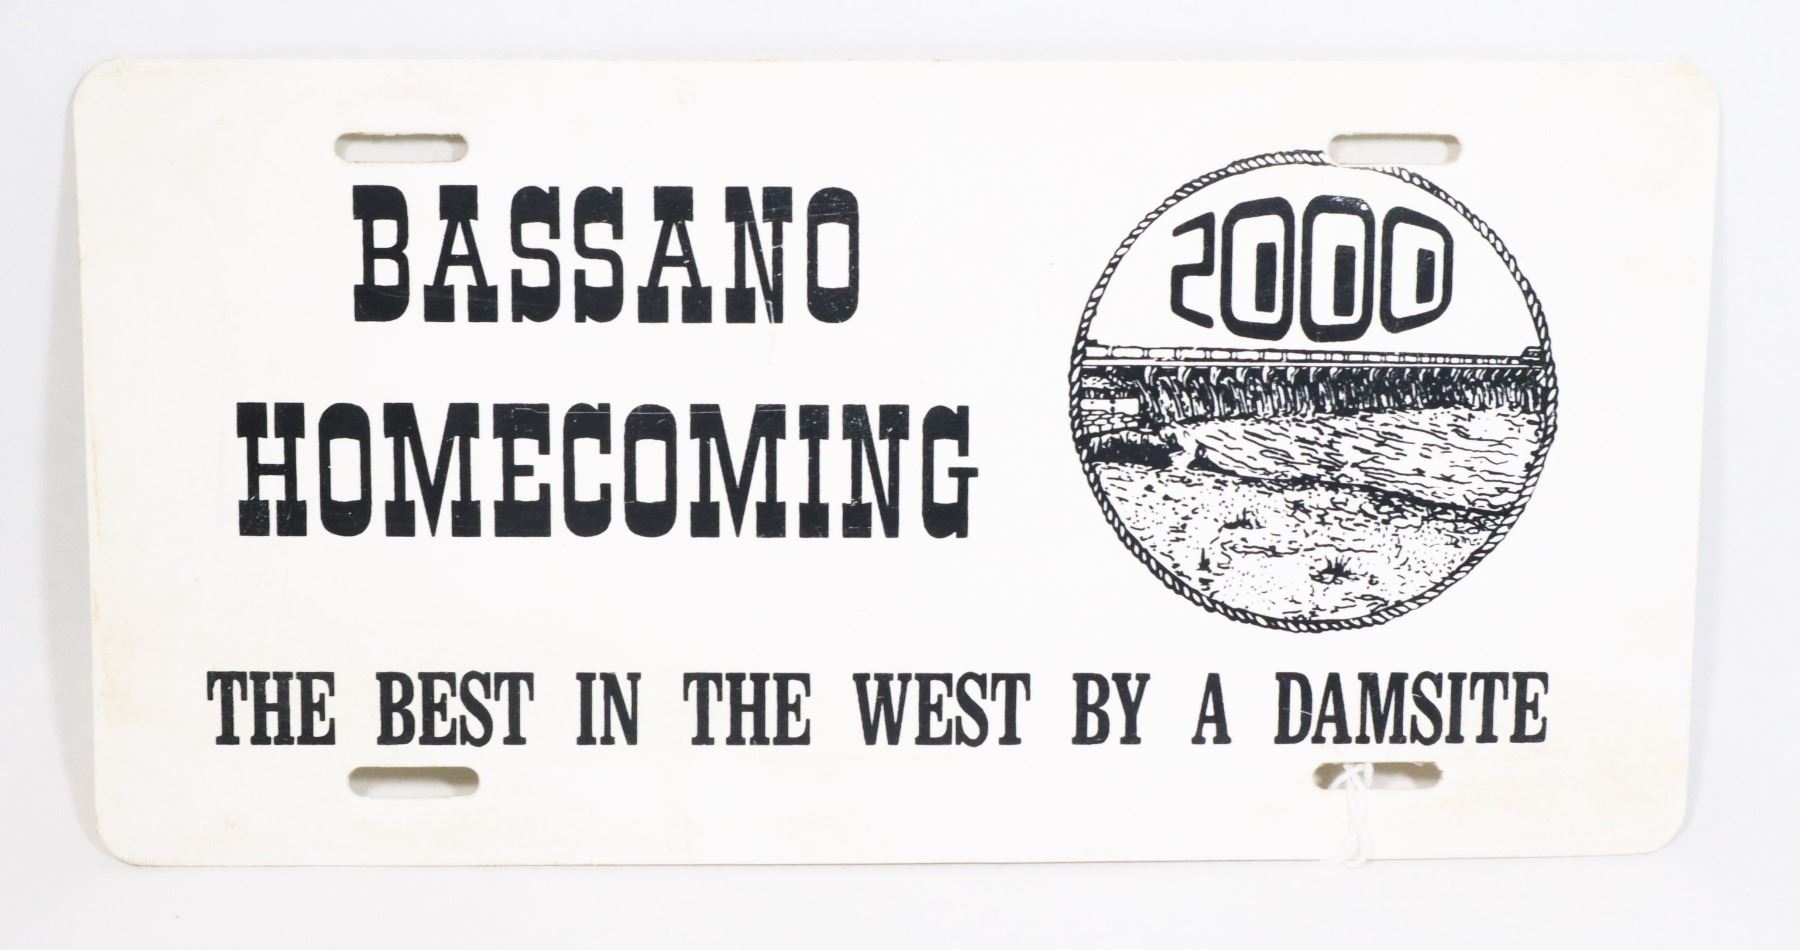 BASSANO
HOMECOMING
2000
THE BEST IN THE WEST BY A DAMSITE